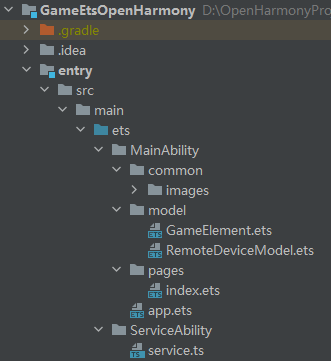 GameEtsOpenHarmony D:\OpenHarmonyPro
.gradle
.idea
entry
src
main
ets
MainAbility
common
images
model
GameElement.ets
RemoteDeviceModel.ets
pages
index.ets
app.ets
ServiceAbility
service.ts